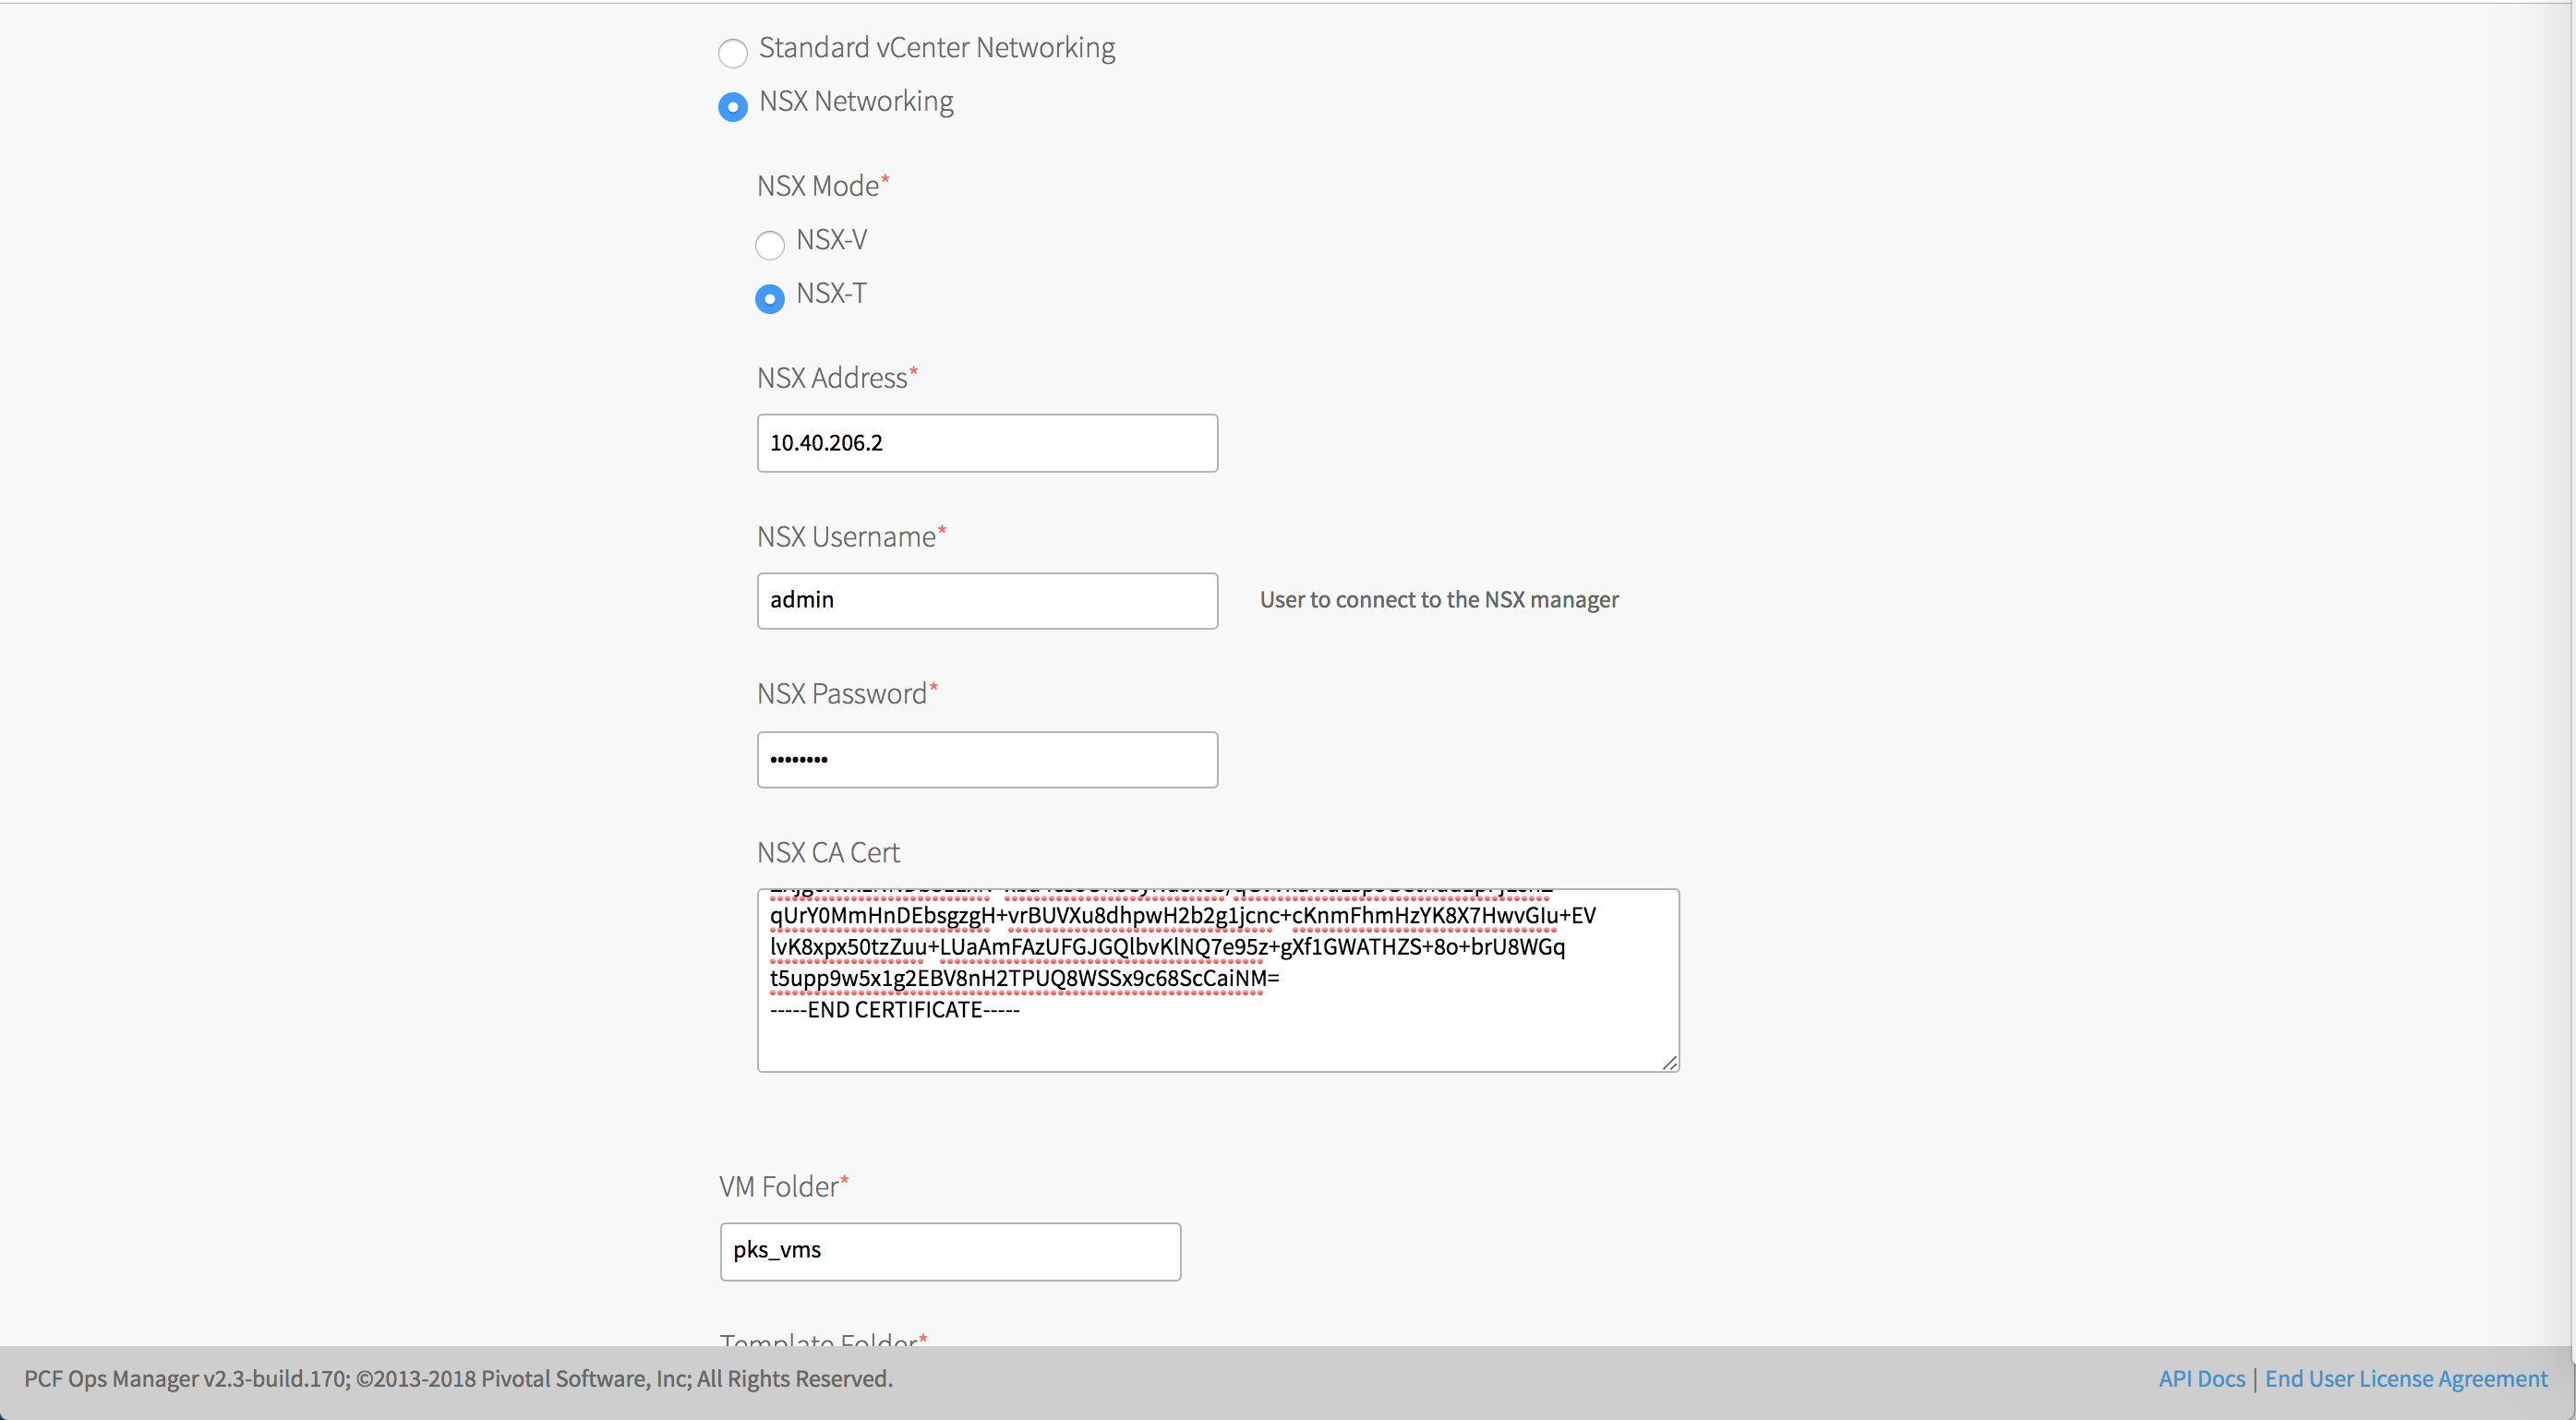 Standard vCenter Networking
NSX Networking
NSX Mode*
NSX-V
NSX-T
NSX Address*
10.40.206.2
NSX Username*
admin
User to connect to the NSX manager
NSX Password*
••••••••
NSX CA Cert
qUrY0MmHnDEbsgzgH+vrBUVXu8dhpwH2b2g1jcnc+cKnmFhmHzYK8X7HwvGIu+EV
lvK8xpx50tzZuu+LUaAmFAzUFGJGQlbvKlNQ7e95z+gXf1GWATHZS+8o+brU8WGq
t5upp9w5x1g2EBV8nH2TPUQ8WSSx9c68ScCaiNM=
-----END CERTIFICATE-----
VM Folder*
pks_vms
Template Folder*
PCF Ops Manager v2.3-build.170; ©2013-2018 Pivotal Software, Inc; All Rights Reserved.
API Docs | End User License Agreement